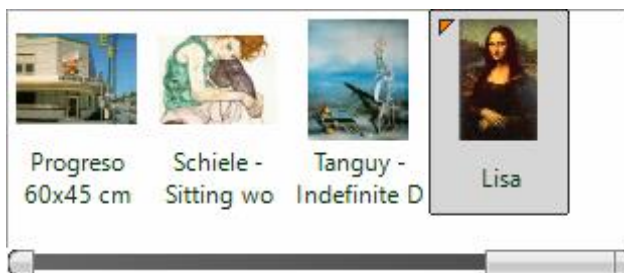 Progreso
60x45 cm
Schiele -
Sitting wo
Tanguy -
Indefinite D
Lisa